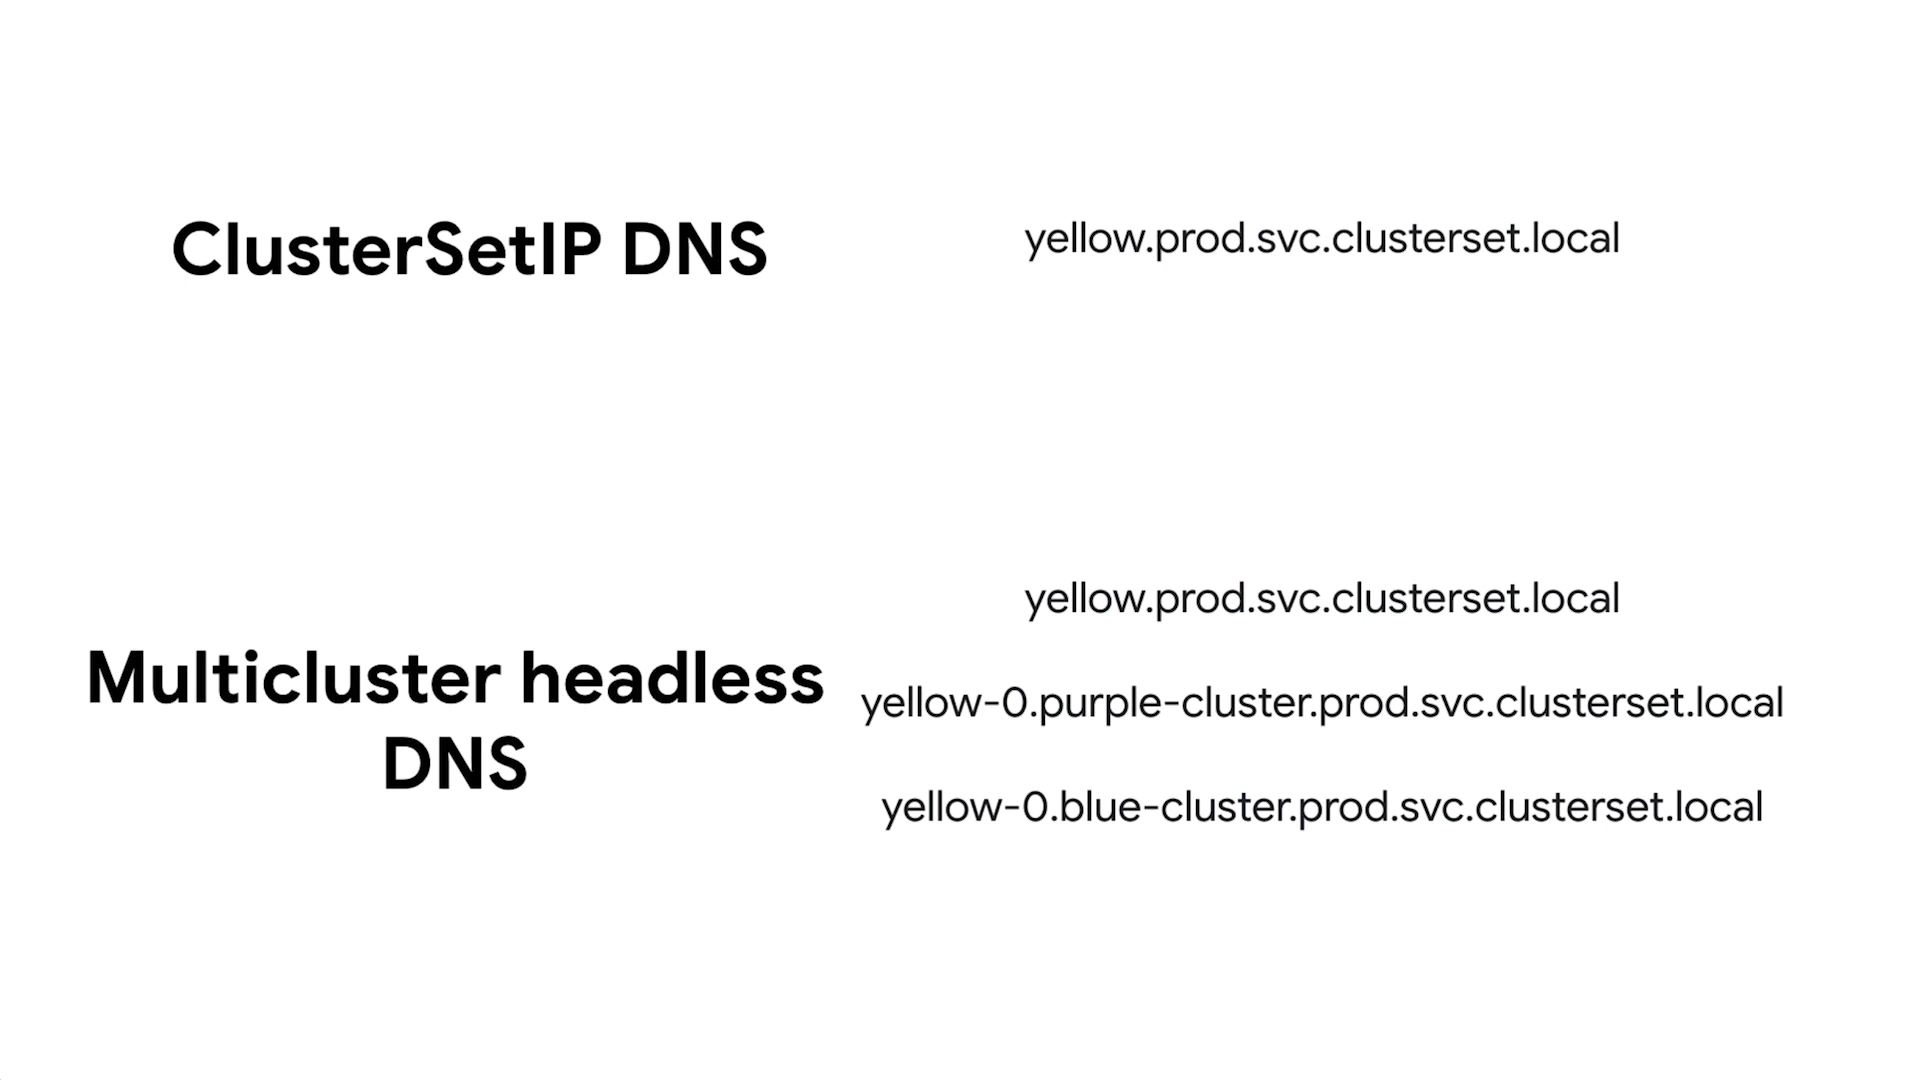 ClusterSetIP DNS
yellow.prod.svc.clusterset.local
Multicluster headless
DNS
yellow.prod.svc.clusterset.local
yellow-0.purple-cluster.prod.svc.clusterset.local
yellow-0.blue-cluster.prod.svc.clusterset.local